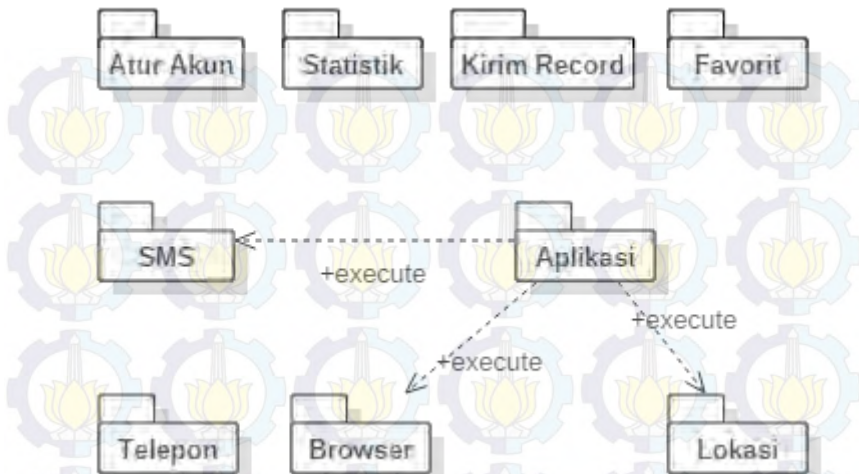 Atur Akun
Statistik
Kirim Record
Favorit
SMS
Aplikasi
+execute
+execute
+execute
Telepon
Browser
Lokasi